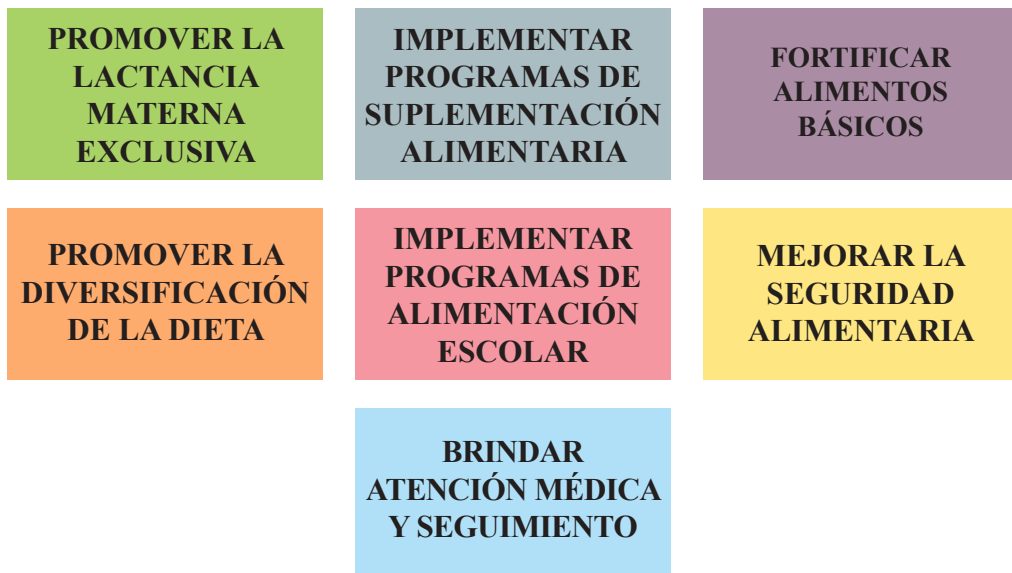 PROMOVER LA
LACTANCIA
MATERNA
EXCLUSIVA
IMPLEMENTAR
PROGRAMAS DE
SUPLEMENTACIÓN
ALIMENTARIA
FORTIFICAR
ALIMENTOS
BÁSICOS
PROMOVER LA
DIVERSIFICACIÓN
DE LA DIETA
IMPLEMENTAR
PROGRAMAS DE
ALIMENTACIÓN
ESCOLAR
MEJORAR LA
SEGURIDAD
ALIMENTARIA
BRINDAR
ATENCIÓN MÉDICA
Y SEGUIMIENTO